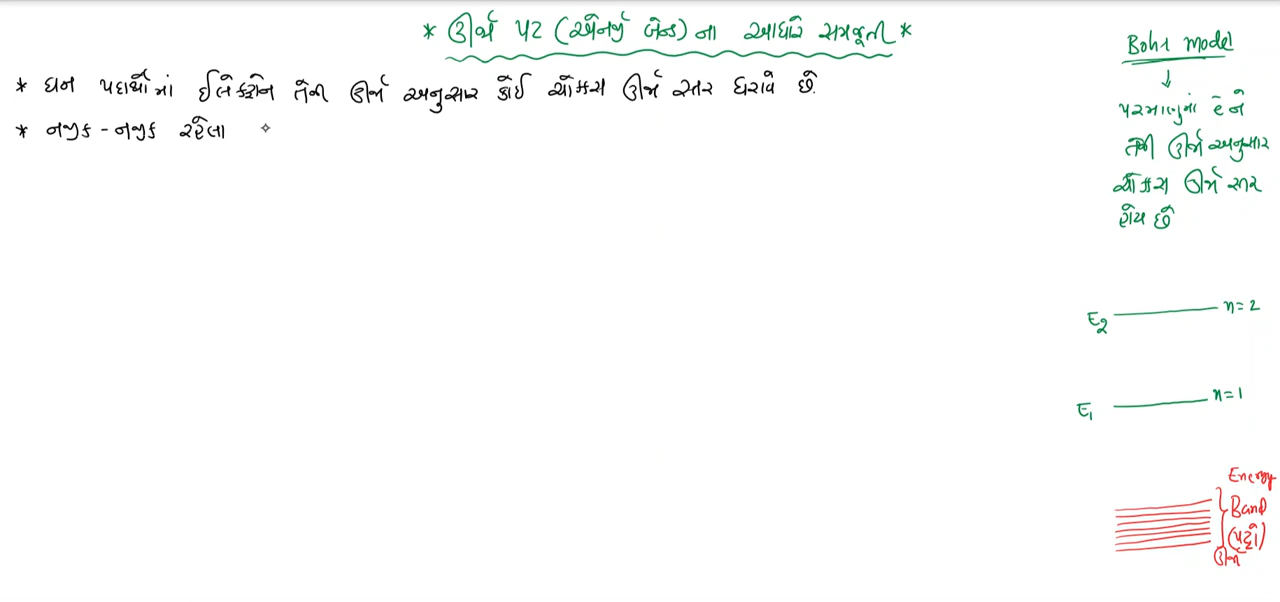 * ઊર્જા પટ (એનર્જી બેન્ડ) ના આધારે સમજૂતી *
* ઘન પદાર્થોમાં ઈલેક્ટ્રોન તેની ઊર્જા અનુસાર કોઈ ચોક્કસ ઊર્જા સ્તર ધરાવે છે.
* નજીક - નજીક રહેલા
Bohr Model
↓
પરમાણુમાં e ને
તેની ઊર્જા અનુસાર
ચોક્કસ ઊર્જા સ્તર
હોય છે
E₂ n=2
E₁ n=1
Energy
Band
(પટ્ટો)
ઊર્જા